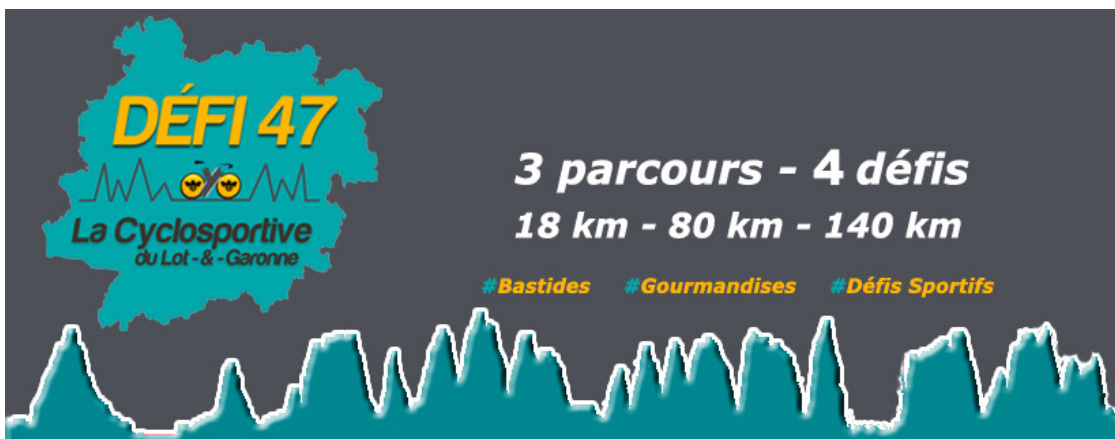 DÉFI 47
La Cyclosportive
du Lot-&-Garonne
3 parcours - 4 défis
18 km - 80 km - 140 km
#Bastides #Gourmandises #Défis Sportifs